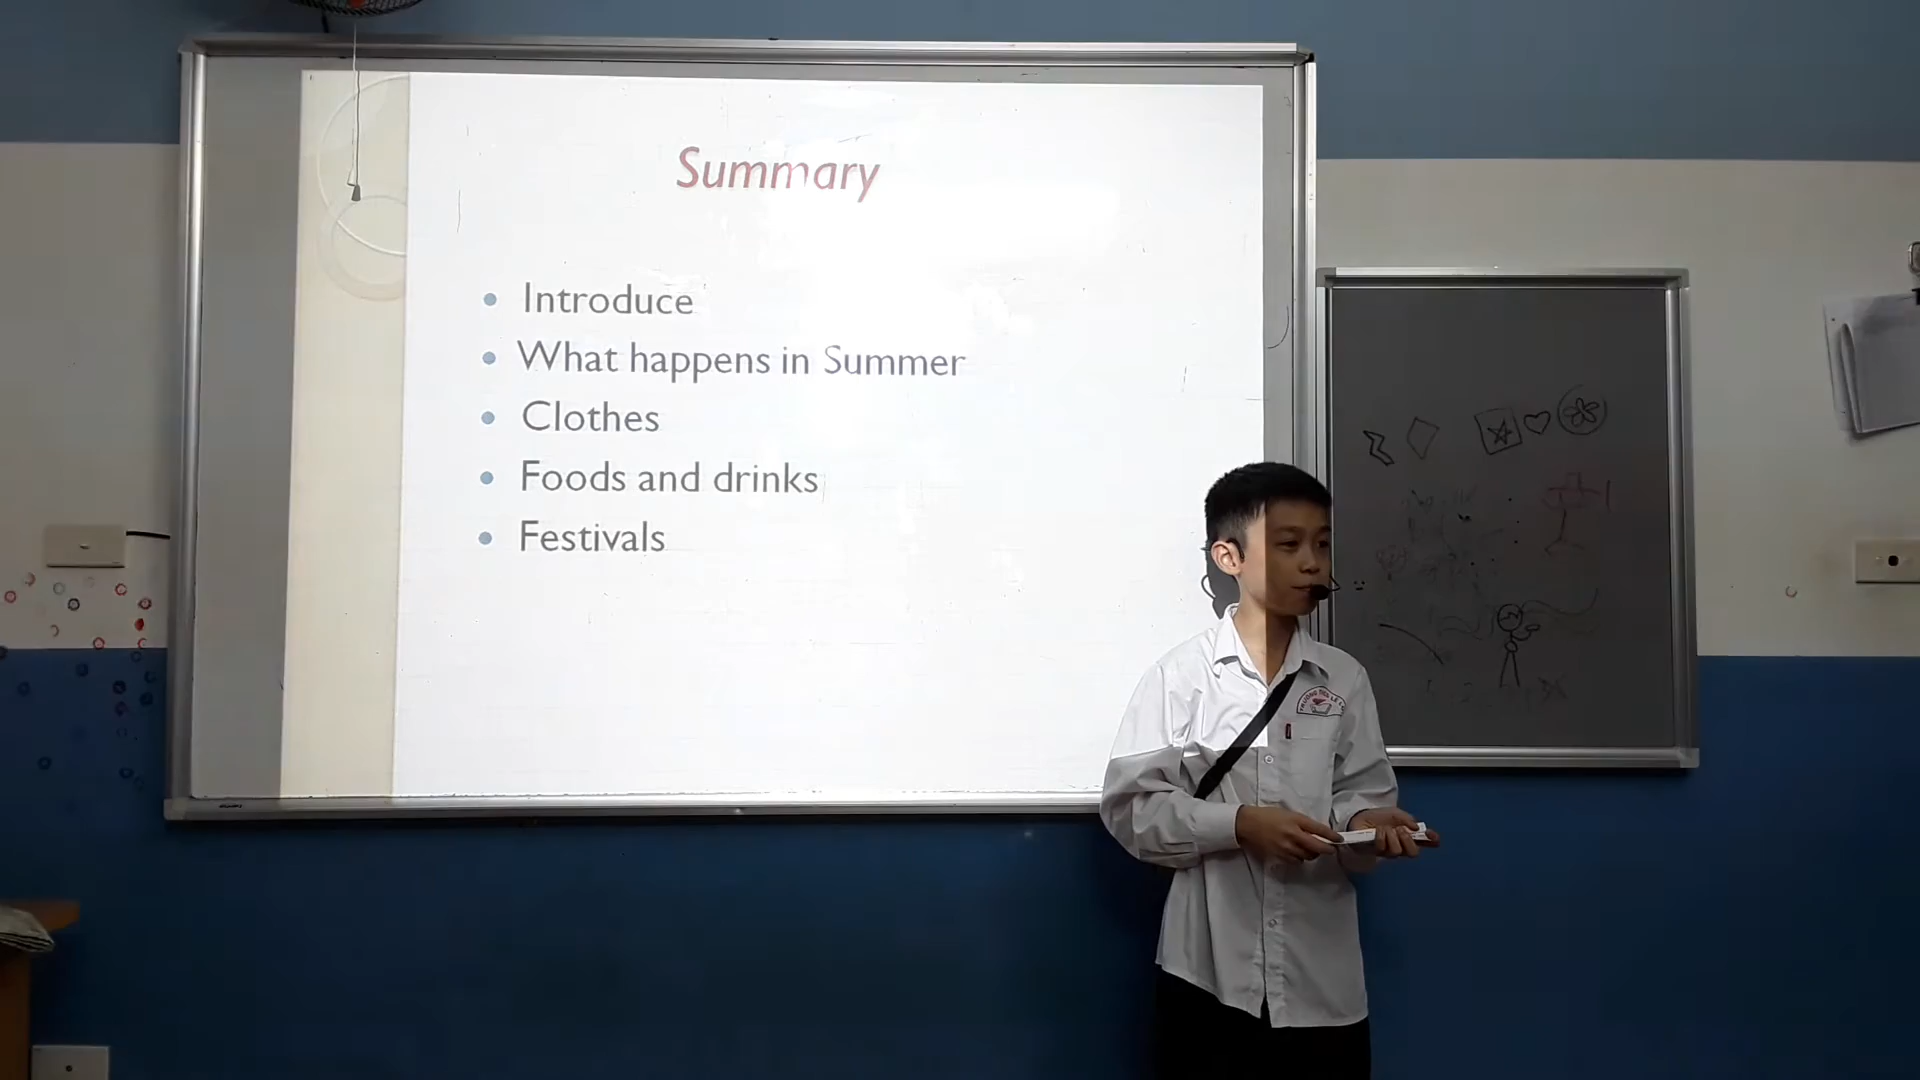 Summary
Introduce
What happens in Summer
Clothes
Foods and drinks
Festivals